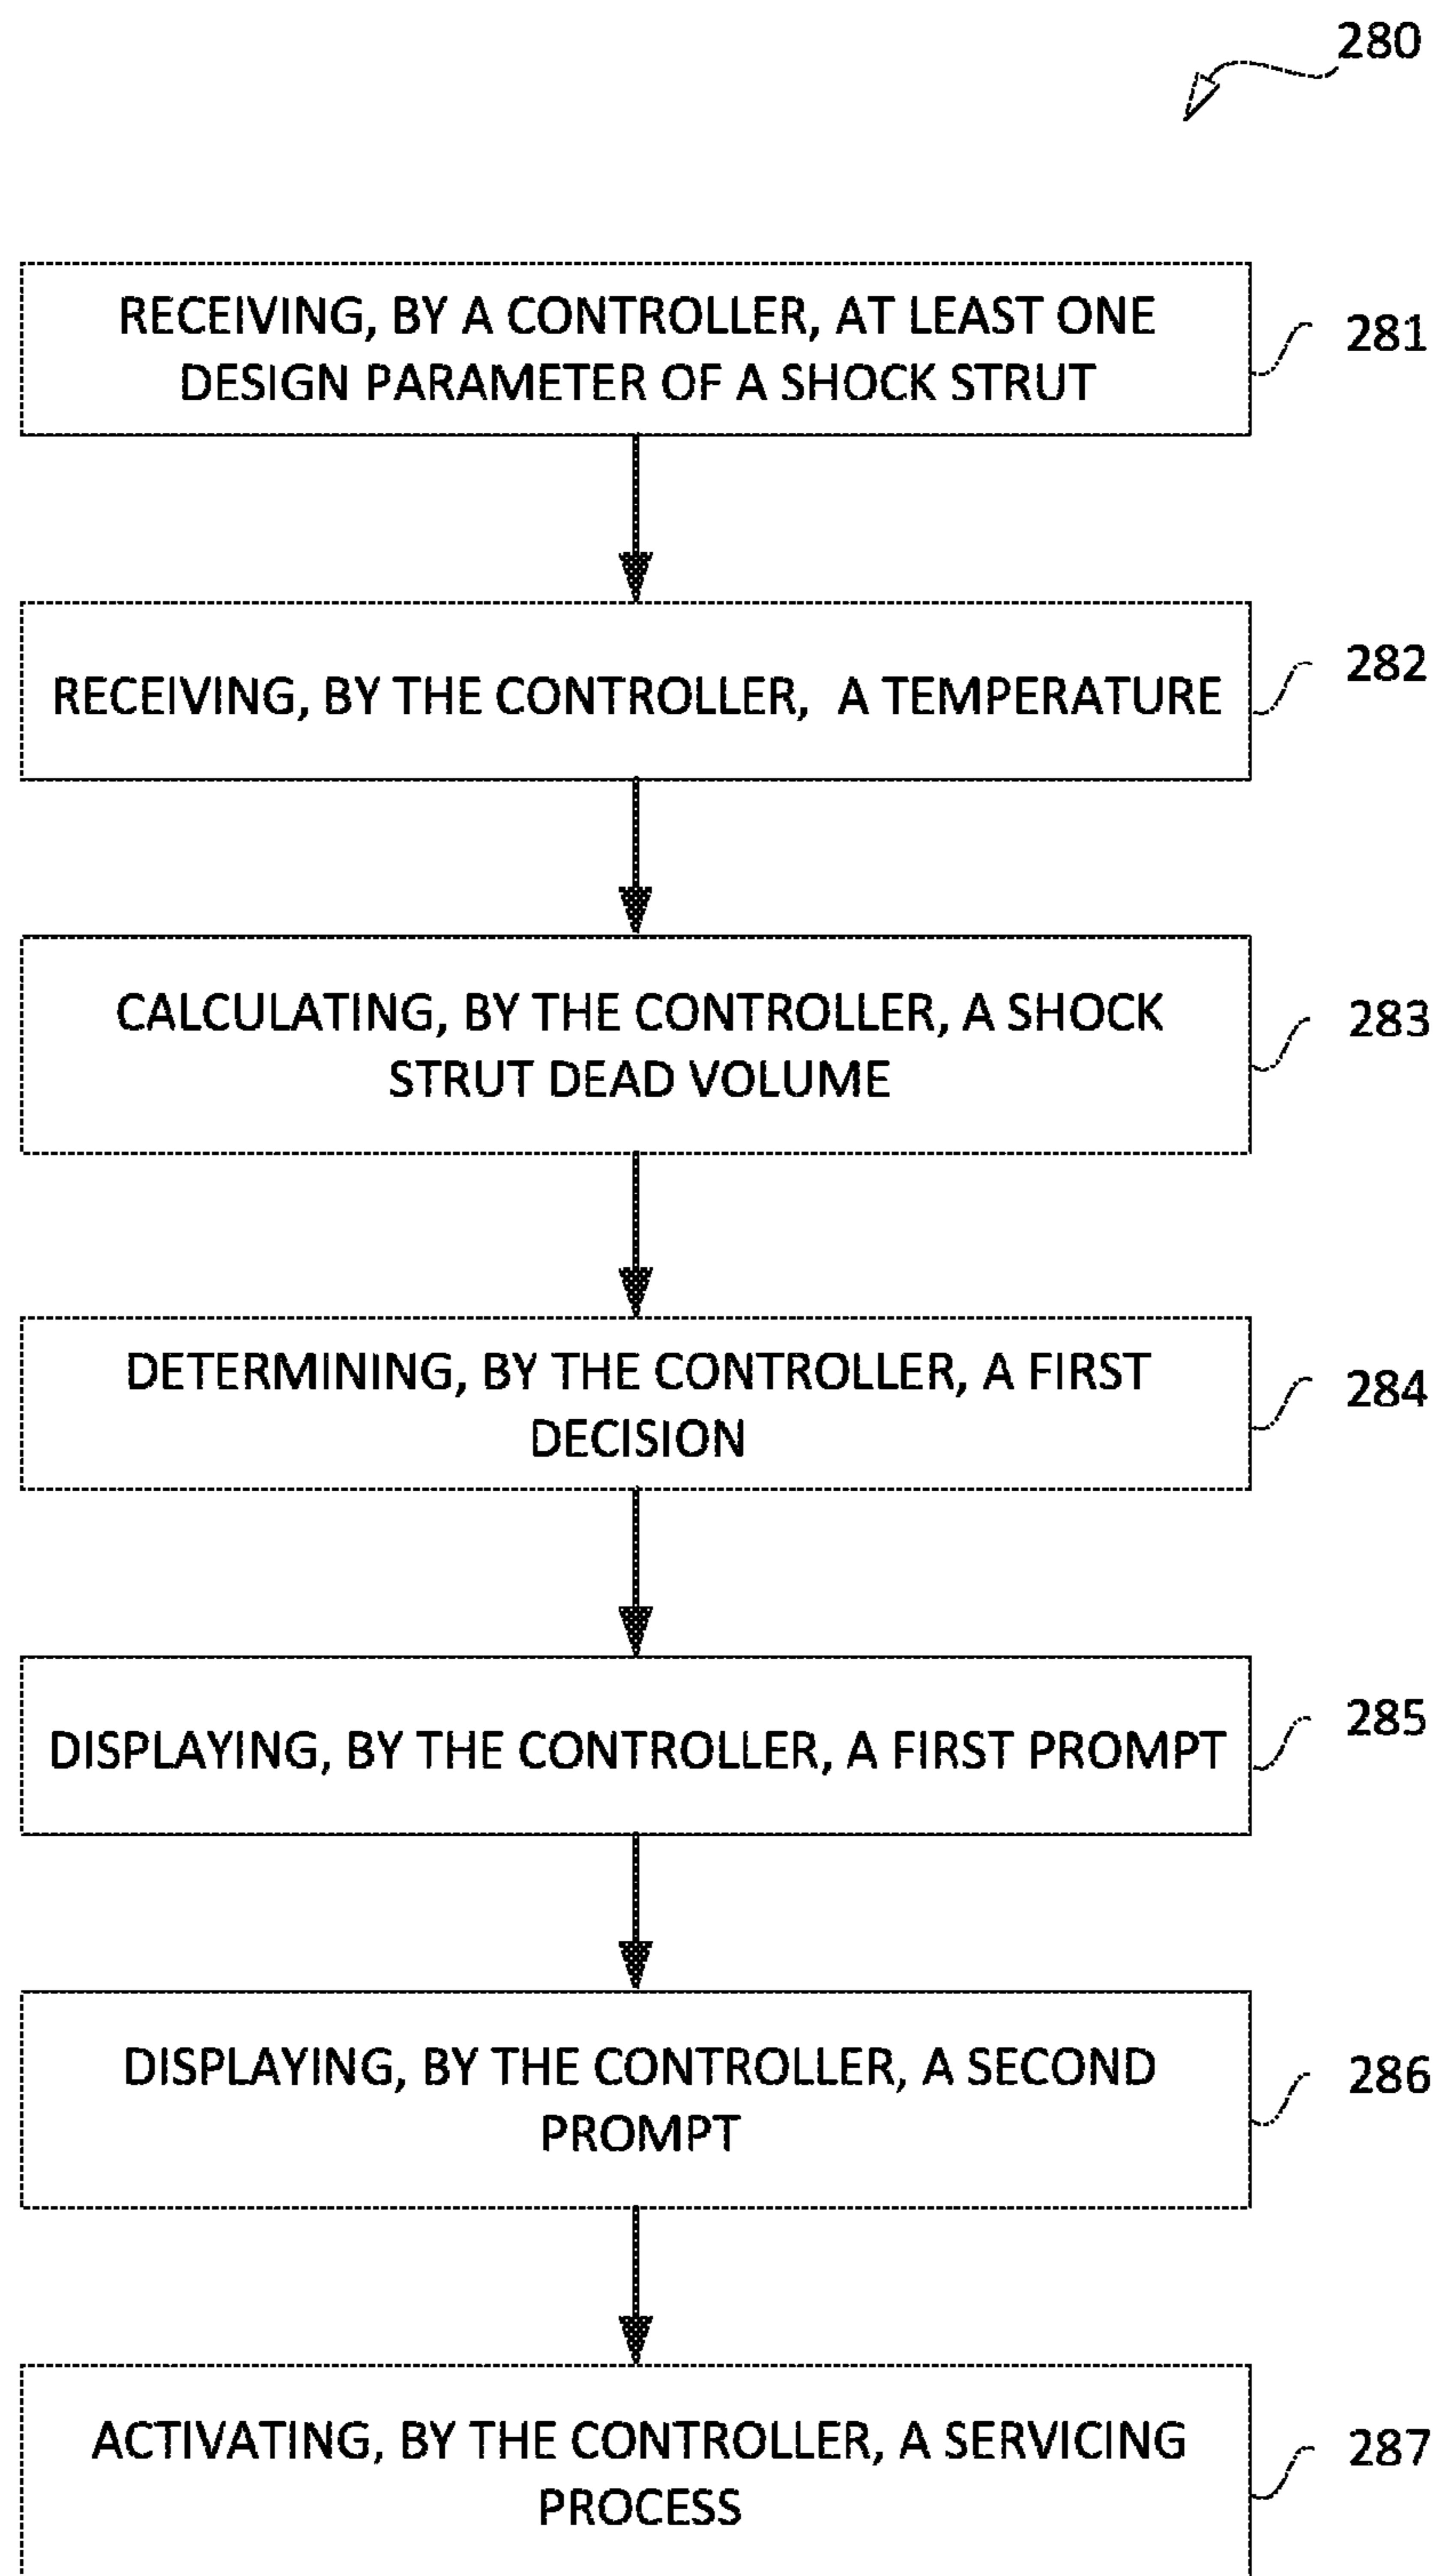 280
RECEIVING, BY A CONTROLLER, AT LEAST ONE
DESIGN PARAMETER OF A SHOCK STRUT
281
RECEIVING, BY THE CONTROLLER, A TEMPERATURE
282
CALCULATING, BY THE CONTROLLER, A SHOCK
STRUT DEAD VOLUME
283
DETERMINING, BY THE CONTROLLER, A FIRST
DECISION
284
DISPLAYING, BY THE CONTROLLER, A FIRST PROMPT
285
DISPLAYING, BY THE CONTROLLER, A SECOND
PROMPT
286
ACTIVATING, BY THE CONTROLLER, A SERVICING
PROCESS
287